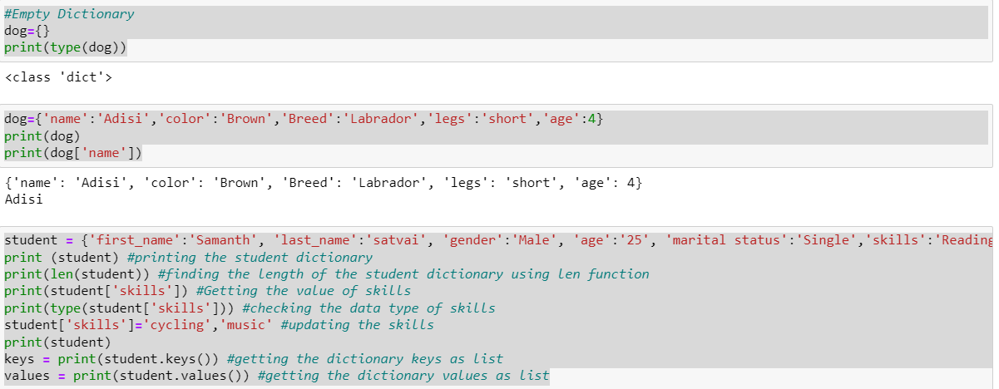 #Empty Dictionary
dog={}
print(type(dog))
<class 'dict'>
dog={'name':'Adisi','color':'Brown','Breed':'Labrador','legs':'short','age':4}
print(dog)
print(dog['name'])
{'name': 'Adisi', 'color': 'Brown', 'Breed': 'Labrador', 'legs': 'short', 'age': 4}
Adisi
student = {'first_name':'Samanth', 'last_name':'satvai', 'gender':'Male', 'age':'25', 'marital status':'Single','skills':'Reading
print (student) #printing the student dictionary
print(len(student)) #finding the length of the student dictionary using len function
print(student['skills']) #Getting the value of skills
print(type(student['skills'])) #checking the data type of skills
student['skills']='cycling','music' #updating the skills
print(student)
keys = print(student.keys()) #getting the dictionary keys as list
values = print(student.values()) #getting the dictionary values as list